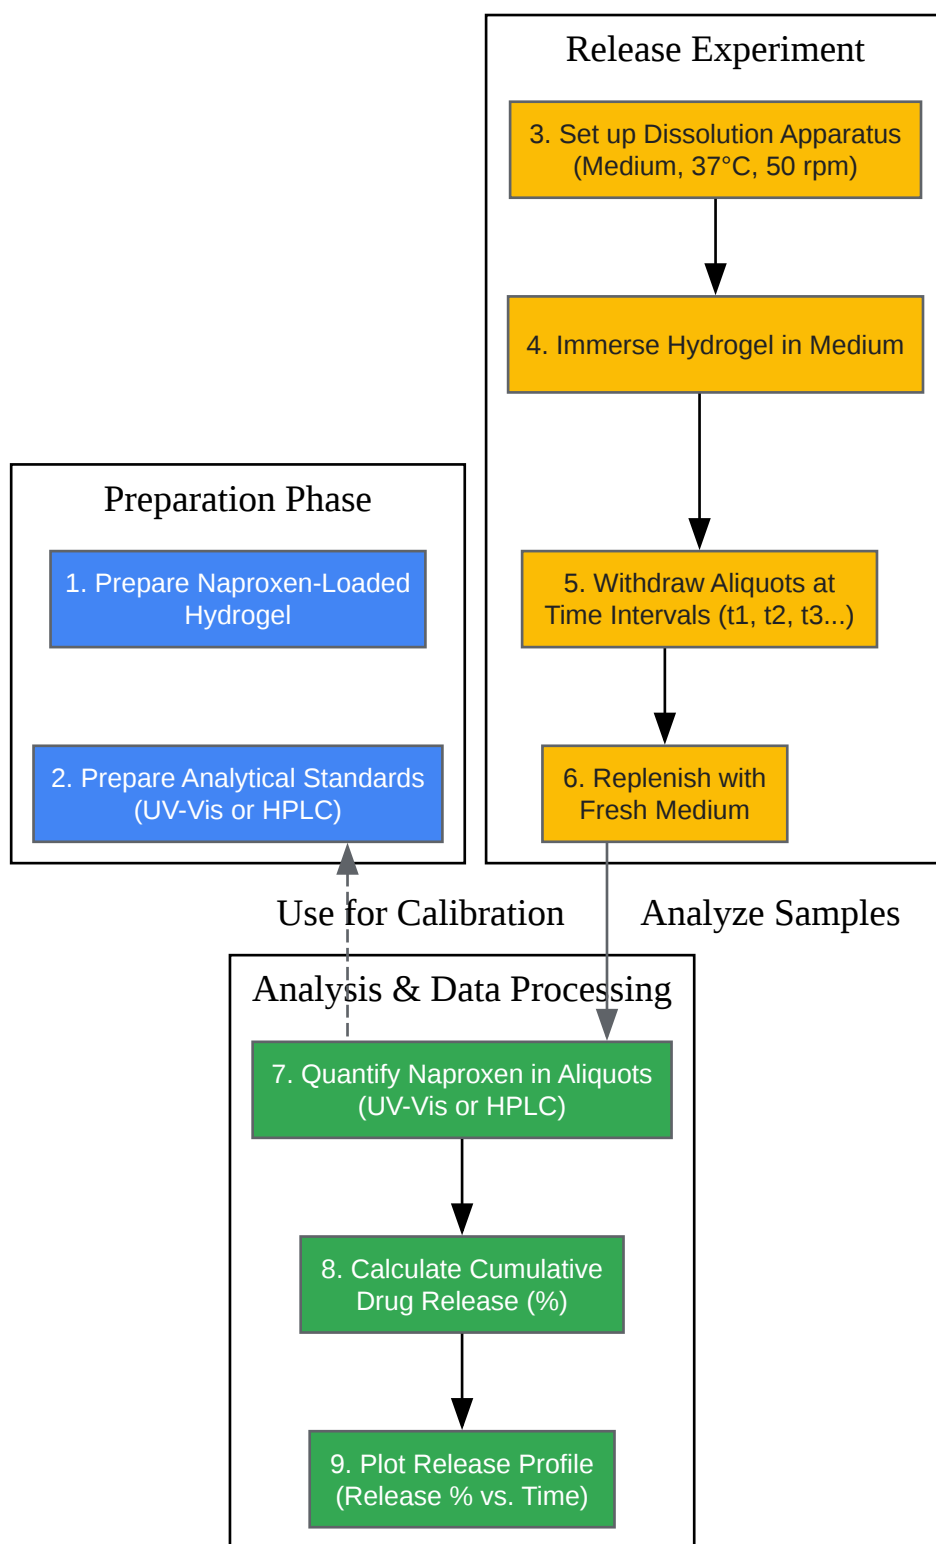 Release Experiment
3. Set up Dissolution Apparatus
(Medium, 37°C, 50 rpm)
4. Immerse Hydrogel in Medium
Preparation Phase
1. Prepare Naproxen-Loaded
Hydrogel
5. Withdraw Aliquots at
Time Intervals (t1, t2, t3...)
2. Prepare Analytical Standards
(UV-Vis or HPLC)
6. Replenish with
Fresh Medium
Use for Calibration
Analyze Samples
Analysis & Data Processing
7. Quantify Naproxen in Aliquots
(UV-Vis or HPLC)
8. Calculate Cumulative
Drug Release (%)
9. Plot Release Profile
(Release % vs. Time)